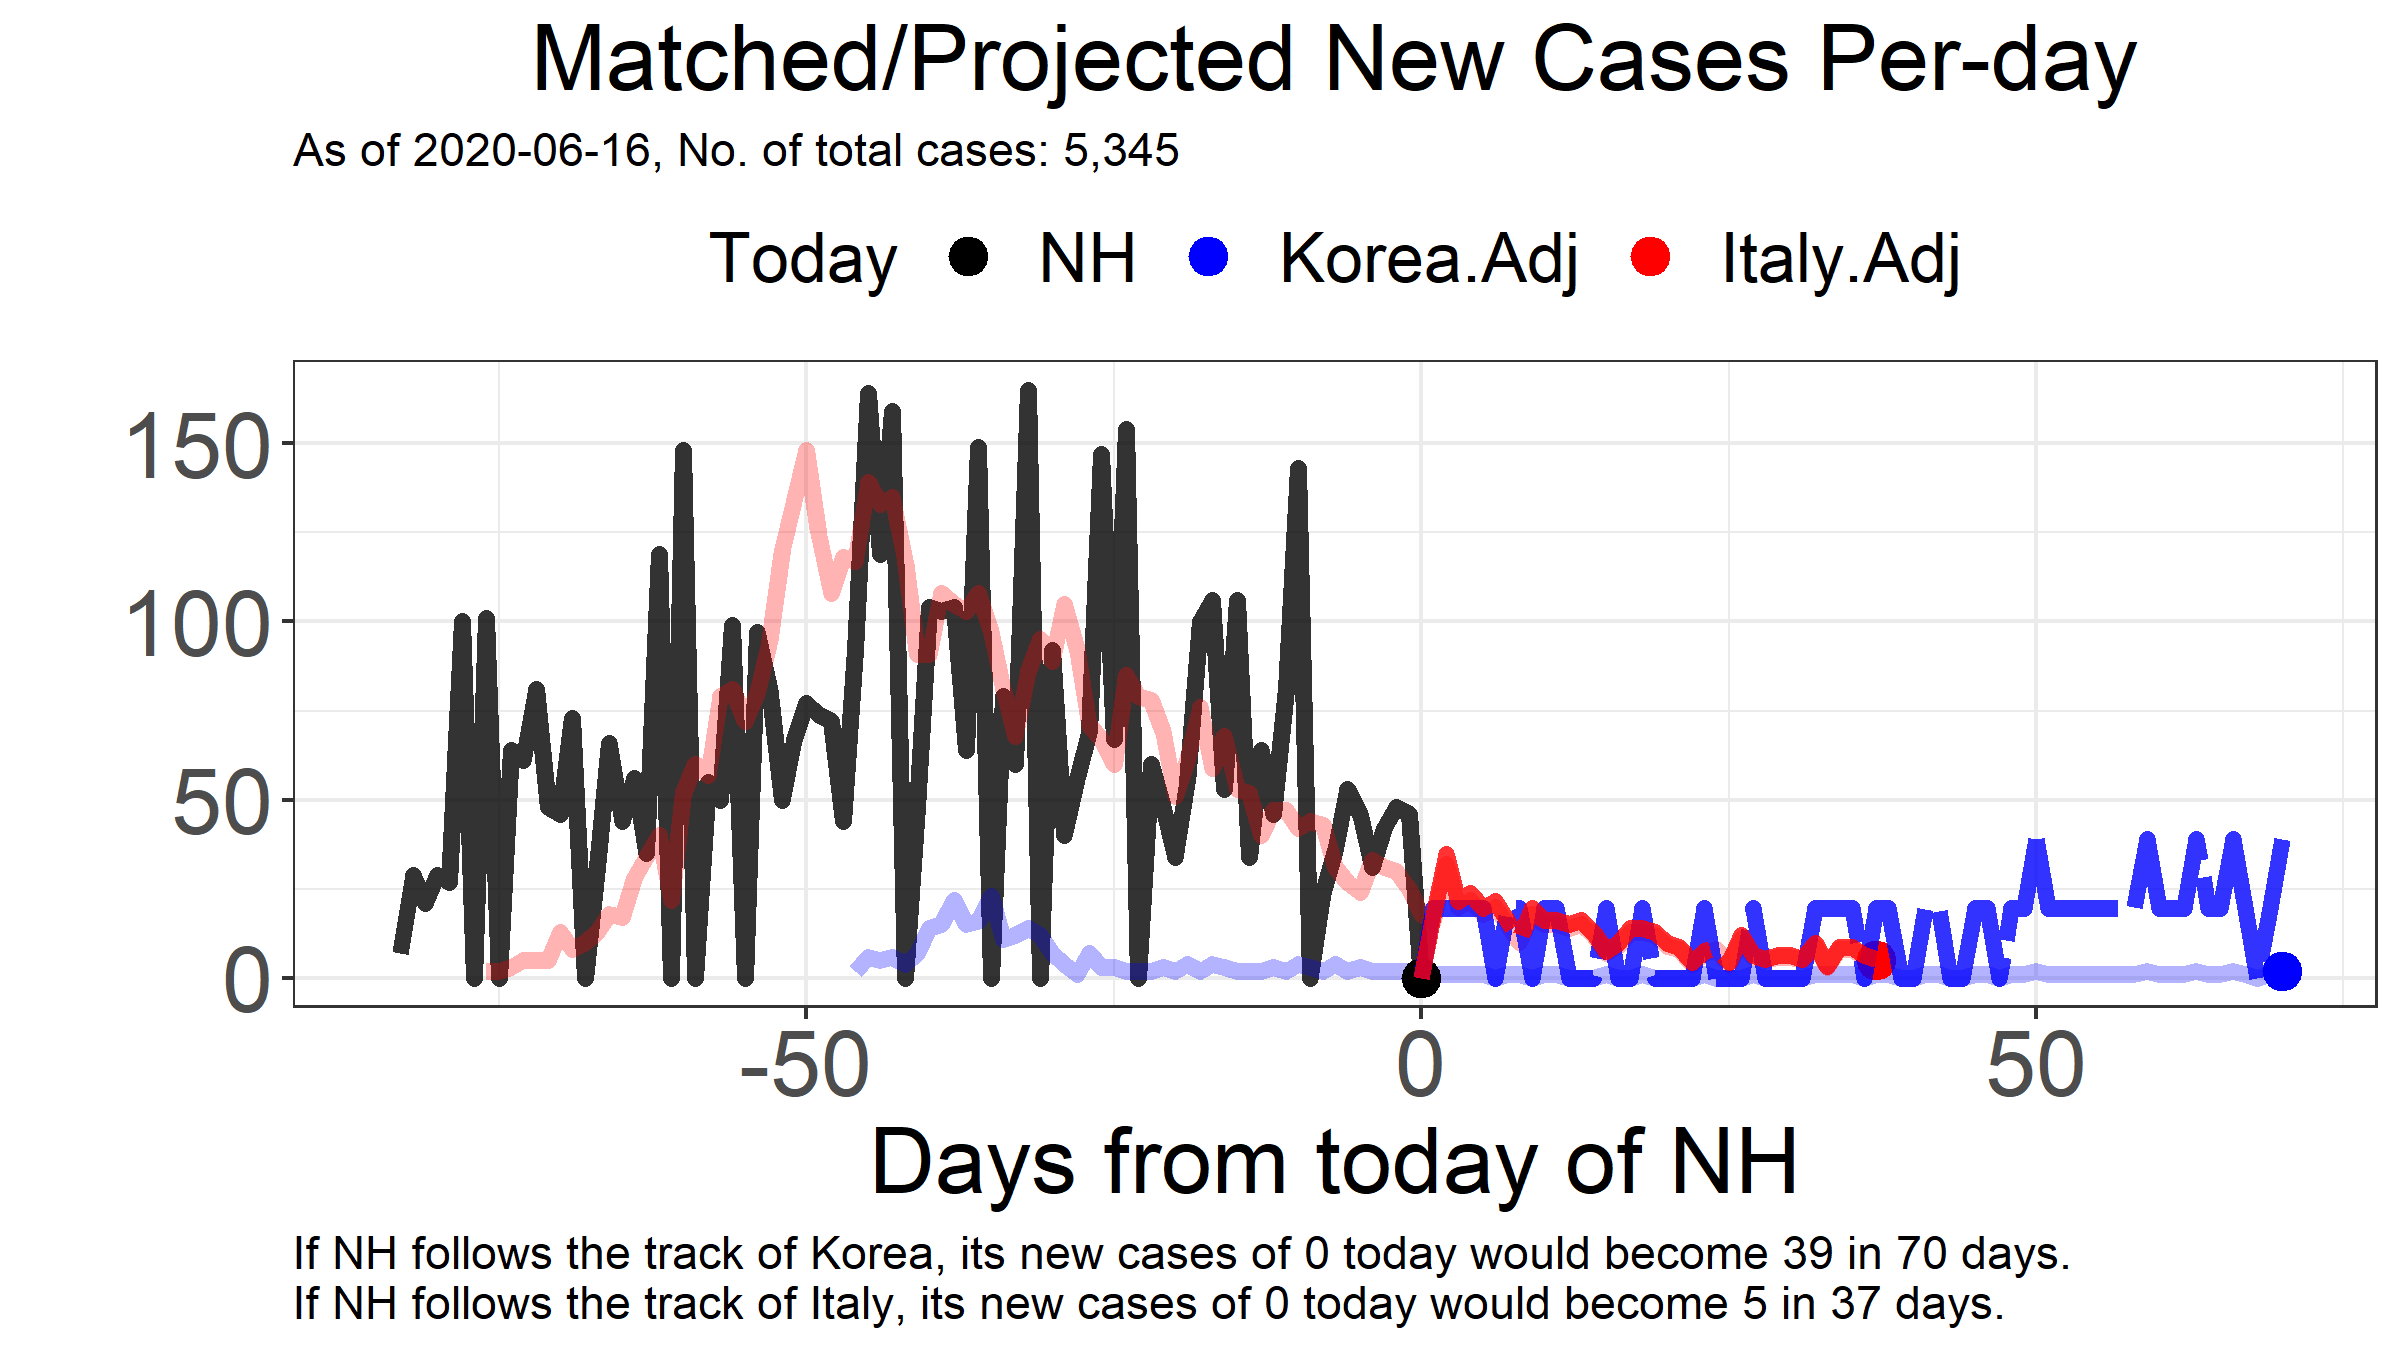 Matched/Projected New Cases Per-day
As of 2020-06-16, No. of total cases: 5,345
Today NH Korea.Adj Italy.Adj
150
100
50
0
-50 0 50
Days from today of NH
If NH follows the track of Korea, its new cases of 0 today would become 39 in 70 days.
If NH follows the track of Italy, its new cases of 0 today would become 5 in 37 days.